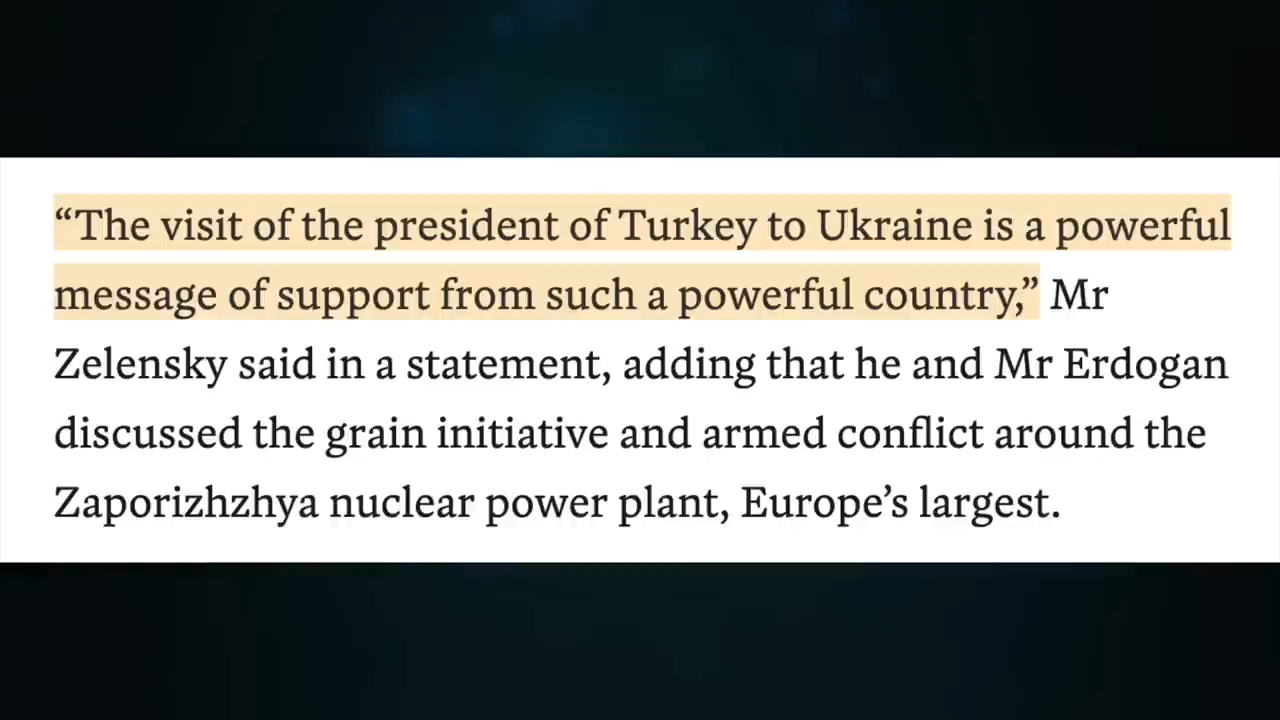 “The visit of the president of Turkey to Ukraine is a powerful
message of support from such a powerful country,” Mr
Zelensky said in a statement, adding that he and Mr Erdogan
discussed the grain initiative and armed conflict around the
Zaporizhzhya nuclear power plant, Europe’s largest.